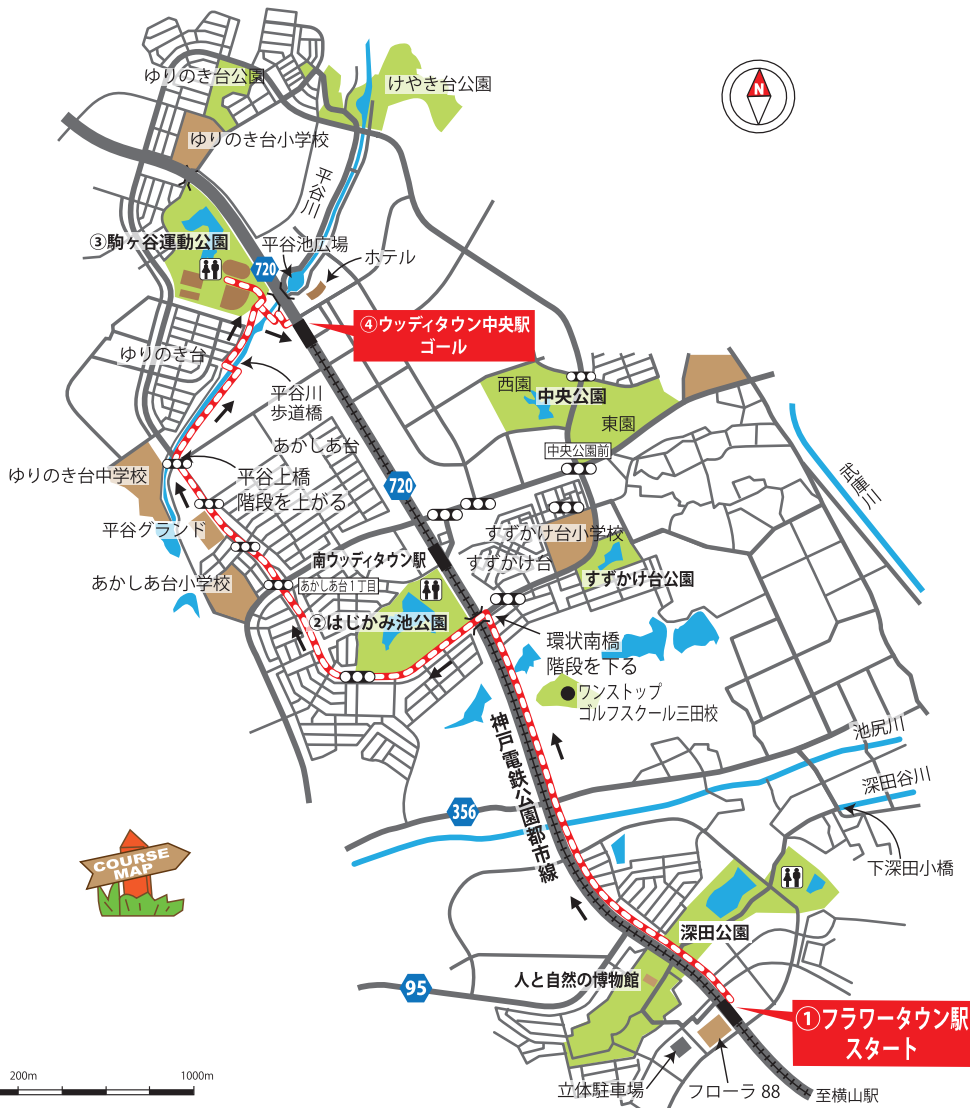 ゆりのき台公園
けやき台公園
N
ゆりのき台小学校
平谷川
③駒ヶ谷運動公園
平谷池広場
ホテル
720
④ウッディタウン中央駅
ゴール
ゆりのき台
平谷川
歩道橋
西園
中央公園
東園
あかしあ台
中央公園前
ゆりのき台中学校
平谷上橋
階段を上がる
720
武庫川
平谷グランド
すずかけ台小学校
南ウッディタウン駅
すずかけ台
あかしあ台小学校
あかしあ台1丁目
すずかけ台公園
②はじかみ池公園
環状南橋
階段を下る
ワンストップ
ゴルフスクール三田校
神戸電鉄公園都市線
池尻川
深田谷川
356
COURSE
MAP
下深田小橋
深田公園
人と自然の博物館
95
①フラワータウン駅
スタート
立体駐車場
フローラ 88
至横山駅
200m
1000m